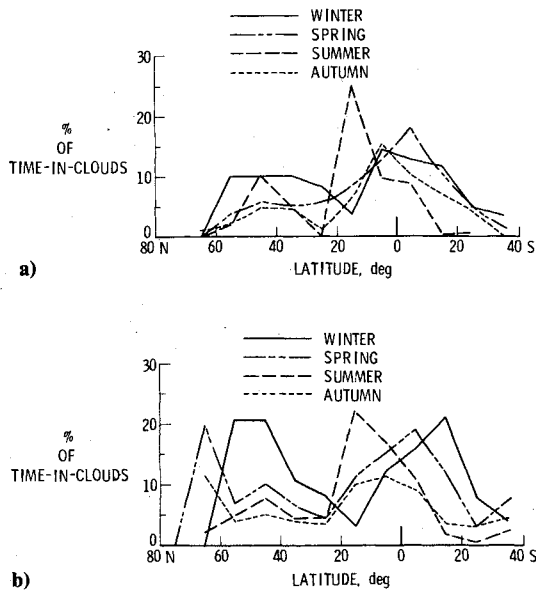 WINTER
SPRING
SUMMER
AUTUMN
30
20
10
0
%
OF
TIME-IN-CLOUDS
80 N 60 40 20 0 20 40 S
LATITUDE, deg
a)
WINTER
SPRING
SUMMER
AUTUMN
30
20
10
0
%
OF
TIME-IN-CLOUDS
80 N 60 40 20 0 20 40 S
LATITUDE, deg
b)